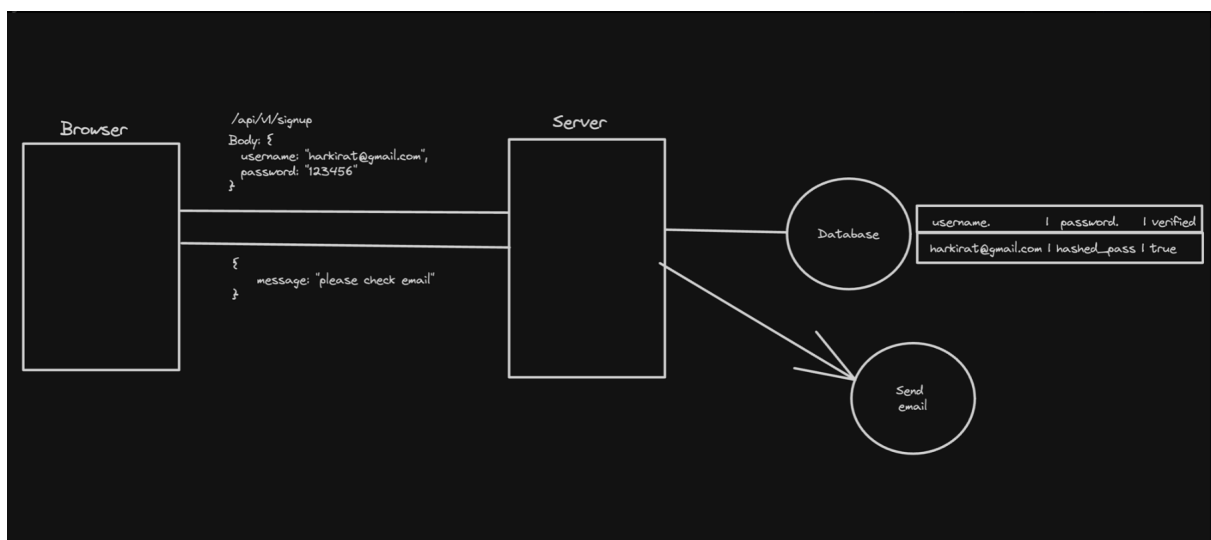 Browser
/api/v1/signup
Body: {
username: "harkirat@gmail.com",
password: "123456"
}
{
message: "please check email"
}
Server
Database
username. | password. | verified
harkirat@gmail.com | hashed_pass | true
Send
email